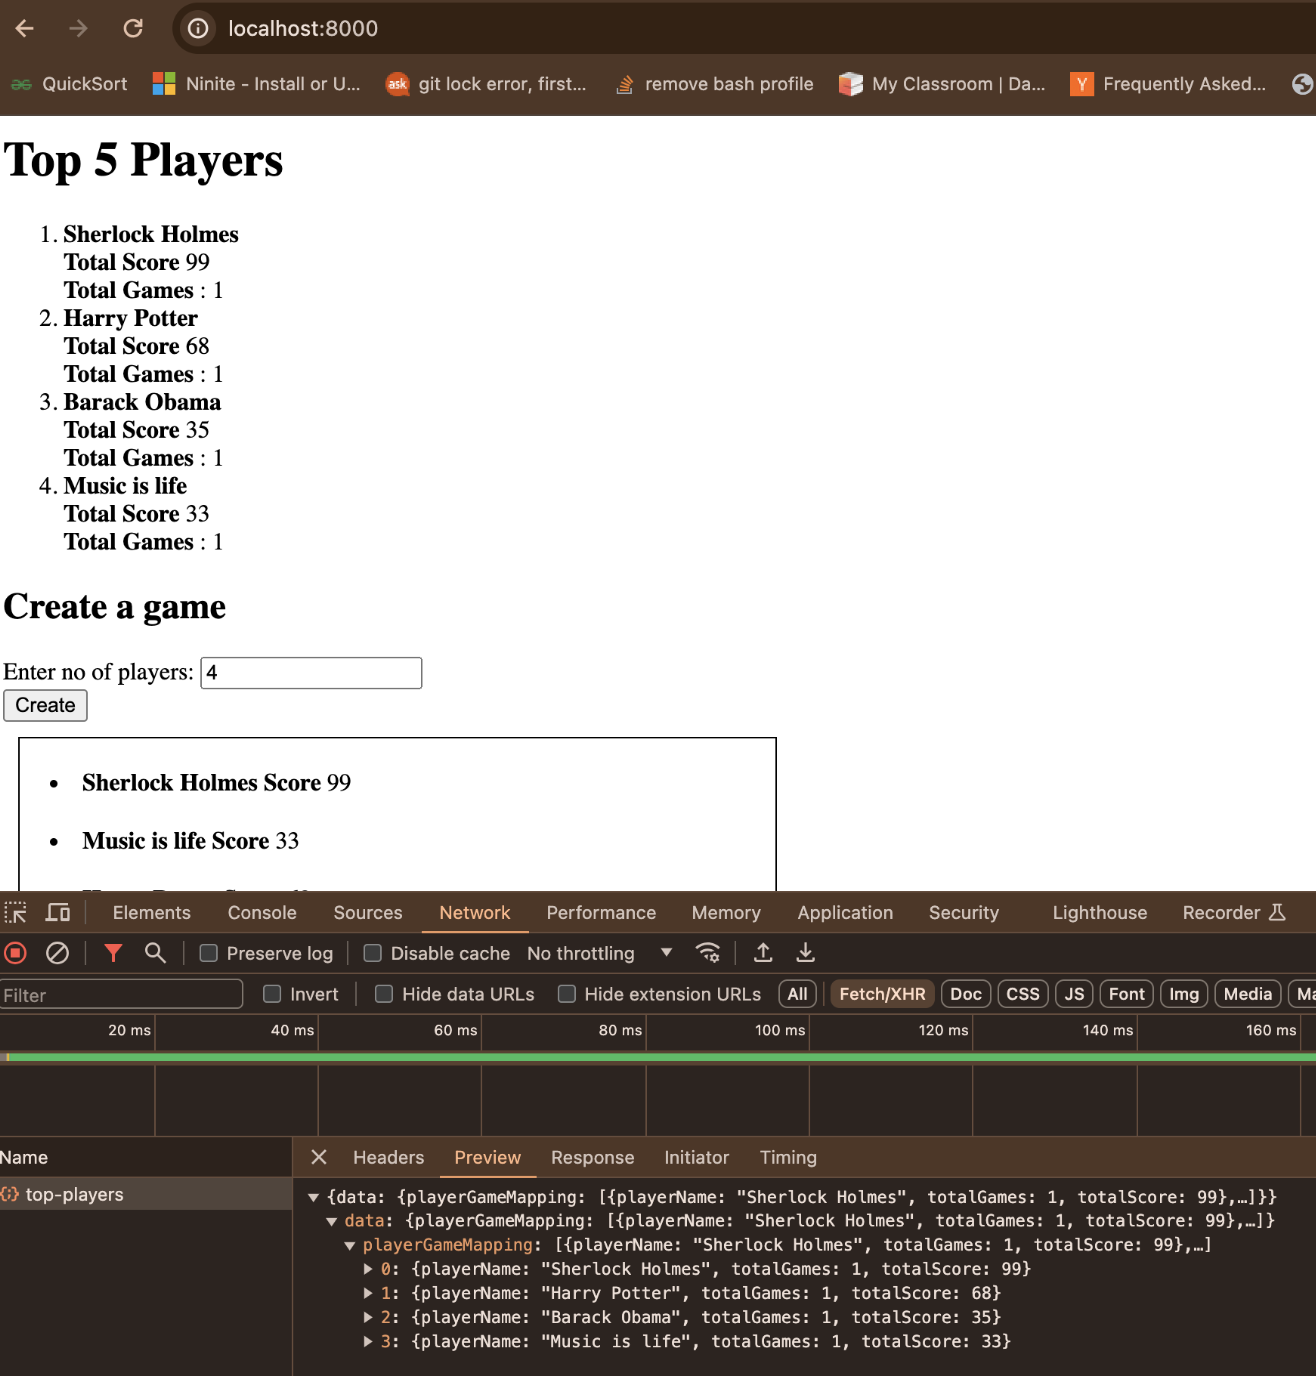 localhost:8000
QuickSort Ninite - Install or U... ask git lock error, first... remove bash profile My Classroom | Da... Y Frequently Asked...
Top 5 Players
1. Sherlock Holmes
Total Score 99
Total Games : 1
2. Harry Potter
Total Score 68
Total Games : 1
3. Barack Obama
Total Score 35
Total Games : 1
4. Music is life
Total Score 33
Total Games : 1
Create a game
Enter no of players: 4
Create
• Sherlock Holmes Score 99
• Music is life Score 33
Elements Console Sources Network Performance Memory Application Security Lighthouse Recorder
Preserve log Disable cache No throttling
Filter Invert Hide data URLs Hide extension URLs All Fetch/XHR Doc CSS JS Font Img Media
20 ms 40 ms 60 ms 80 ms 100 ms 120 ms 140 ms 160 ms
Name Headers Preview Response Initiator Timing
top-players
▼ {data: {playerGameMapping: [{playerName: "Sherlock Holmes", totalGames: 1, totalScore: 99},…]}}
▼ data: {playerGameMapping: [{playerName: "Sherlock Holmes", totalGames: 1, totalScore: 99},…]}
▼ playerGameMapping: [{playerName: "Sherlock Holmes", totalGames: 1, totalScore: 99},…]
▶ 0: {playerName: "Sherlock Holmes", totalGames: 1, totalScore: 99}
▶ 1: {playerName: "Harry Potter", totalGames: 1, totalScore: 68}
▶ 2: {playerName: "Barack Obama", totalGames: 1, totalScore: 35}
▶ 3: {playerName: "Music is life", totalGames: 1, totalScore: 33}